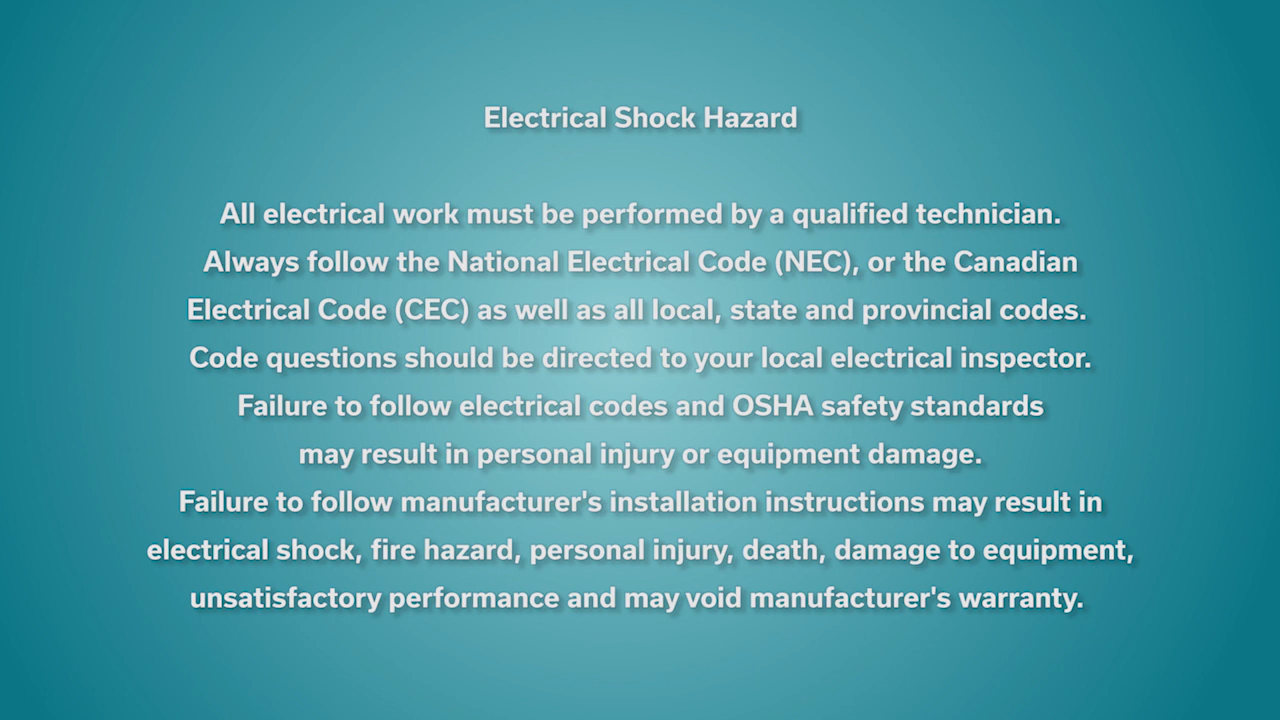 Electrical Shock Hazard
All electrical work must be performed by a qualified technician.
Always follow the National Electrical Code (NEC), or the Canadian
Electrical Code (CEC) as well as all local, state and provincial codes.
Code questions should be directed to your local electrical inspector.
Failure to follow electrical codes and OSHA safety standards
may result in personal injury or equipment damage.
Failure to follow manufacturer's installation instructions may result in
electrical shock, fire hazard, personal injury, death, damage to equipment,
unsatisfactory performance and may void manufacturer's warranty.